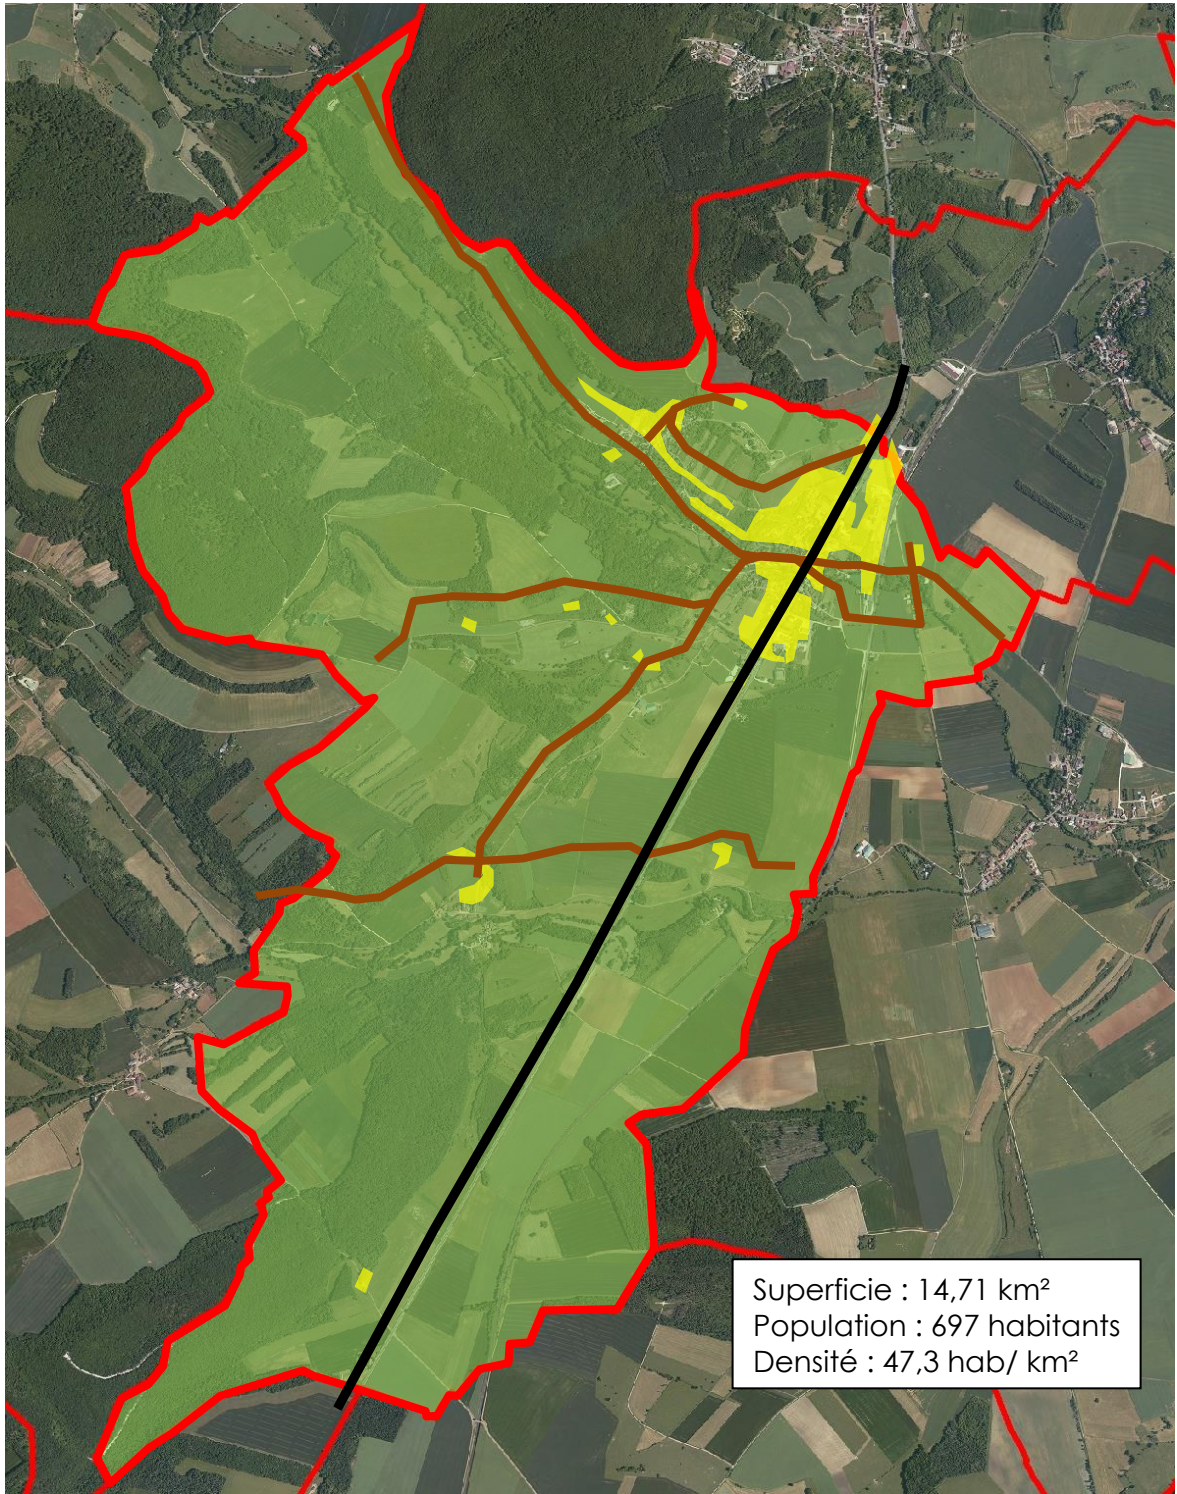 Superficie : 14,71 km²
Population : 697 habitants
Densité : 47,3 hab/ km²